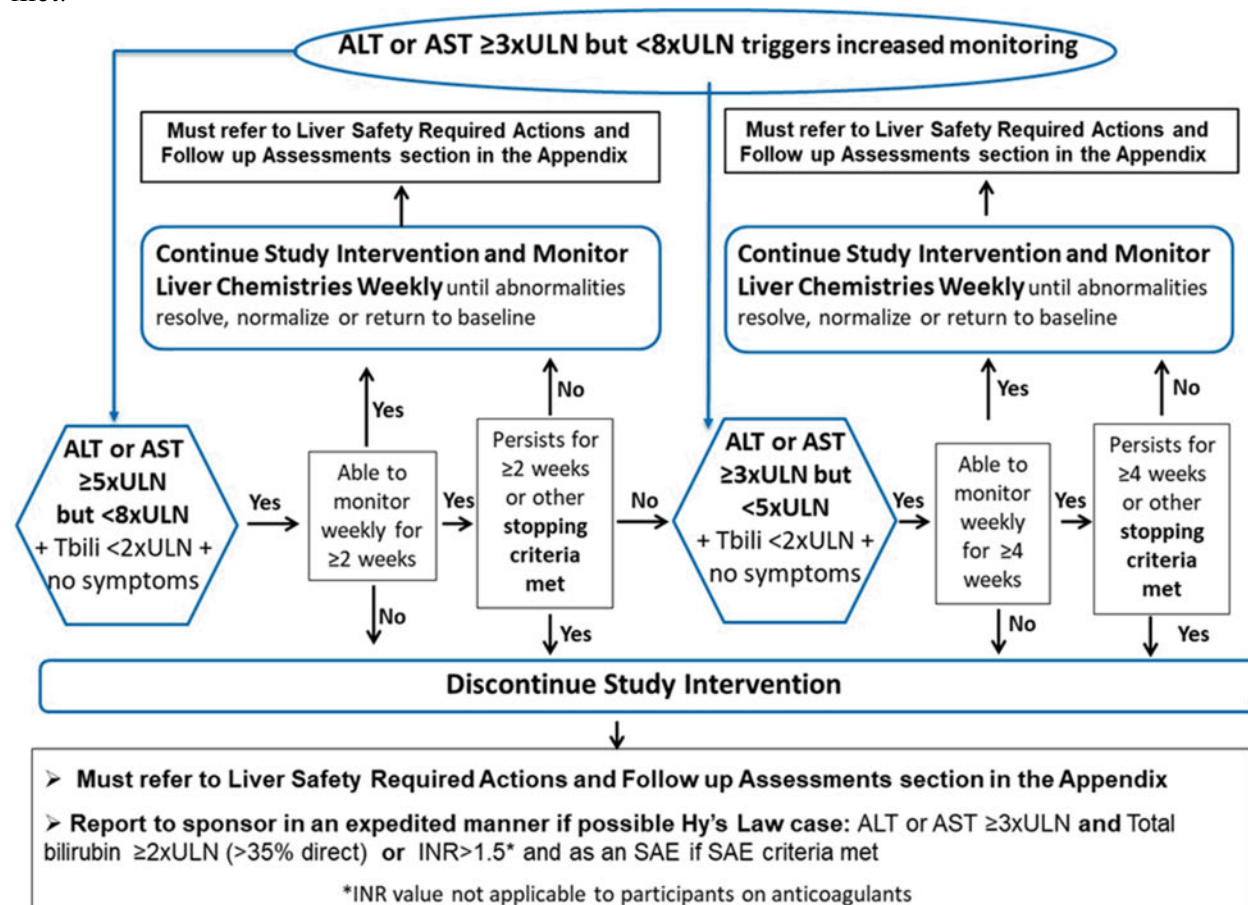 met.
ALT or AST ≥3xULN but <8xULN triggers increased monitoring
Must refer to Liver Safety Required Actions and
Follow up Assessments section in the Appendix
Must refer to Liver Safety Required Actions and
Follow up Assessments section in the Appendix
Continue Study Intervention and Monitor
Liver Chemistries Weekly until abnormalities
resolve, normalize or return to baseline
Continue Study Intervention and Monitor
Liver Chemistries Weekly until abnormalities
resolve, normalize or return to baseline
Yes
No
Yes
No
ALT or AST
≥5xULN
but <8xULN
+ Tbili <2xULN +
no symptoms
Yes
Able to
monitor
weekly for
≥2 weeks
Yes
Persists for
≥2 weeks
or other
stopping
criteria
met
No
ALT or AST
≥3xULN but
<5xULN
+ Tbili <2xULN +
no symptoms
Yes
Able to
monitor
weekly
for ≥4
weeks
Yes
Persists for
≥4 weeks
or other
stopping
criteria
met
No
Yes
No
Yes
Discontinue Study Intervention
➢ Must refer to Liver Safety Required Actions and Follow up Assessments section in the Appendix
➢ Report to sponsor in an expedited manner if possible Hy's Law case: ALT or AST ≥3xULN and Total
bilirubin ≥2xULN (>35% direct) or INR>1.5* and as an SAE if SAE criteria met
*INR value not applicable to participants on anticoagulants